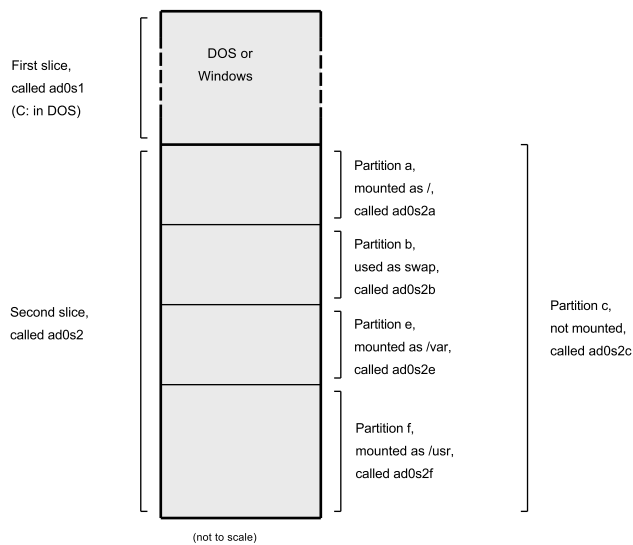 DOS or
Windows
First slice,
called ad0s1
(C: in DOS)
Partition a,
mounted as /,
called ad0s2a
Partition b,
used as swap,
called ad0s2b
Second slice,
called ad0s2
Partition c,
not mounted,
called ad0s2c
Partition e,
mounted as /var,
called ad0s2e
Partition f,
mounted as /usr,
called ad0s2f
(not to scale)